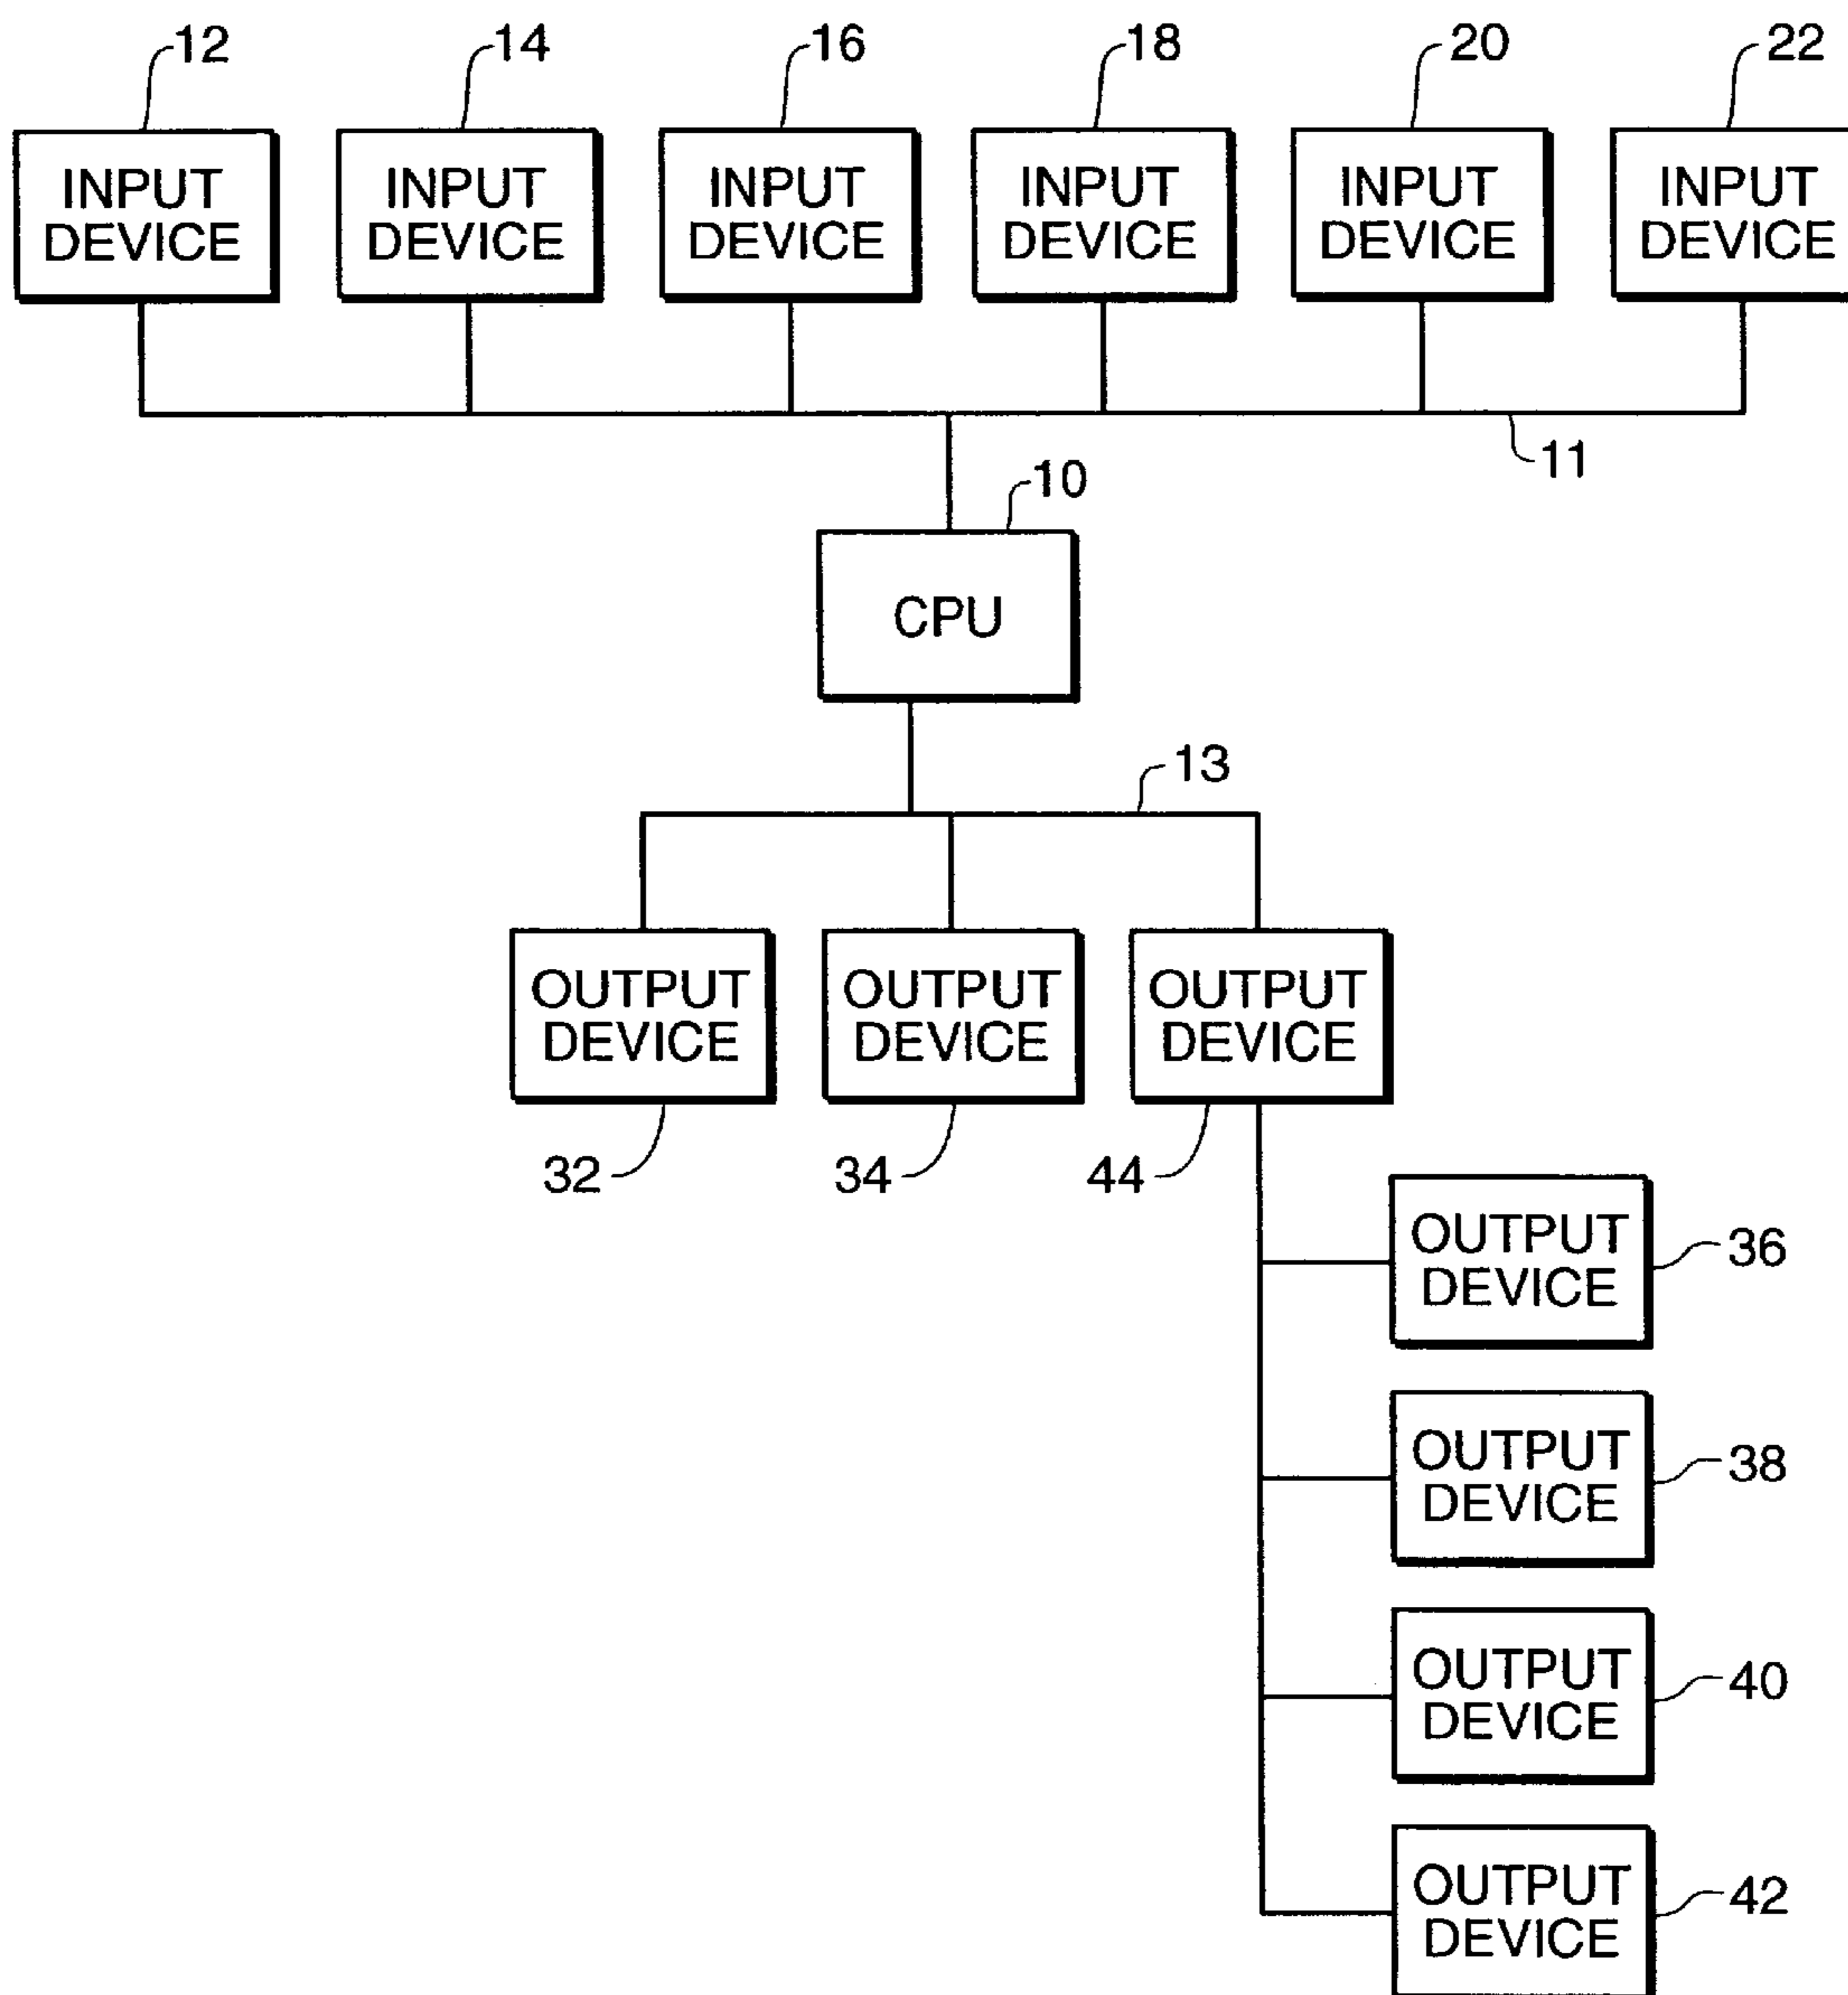 12 14 16 18 20 22
INPUT DEVICE INPUT DEVICE INPUT DEVICE INPUT DEVICE INPUT DEVICE INPUT DEVICE
11
10
CPU
13
OUTPUT DEVICE OUTPUT DEVICE OUTPUT DEVICE
32 34 44
OUTPUT
DEVICE
36
OUTPUT
DEVICE
38
OUTPUT
DEVICE
40
OUTPUT
DEVICE
42